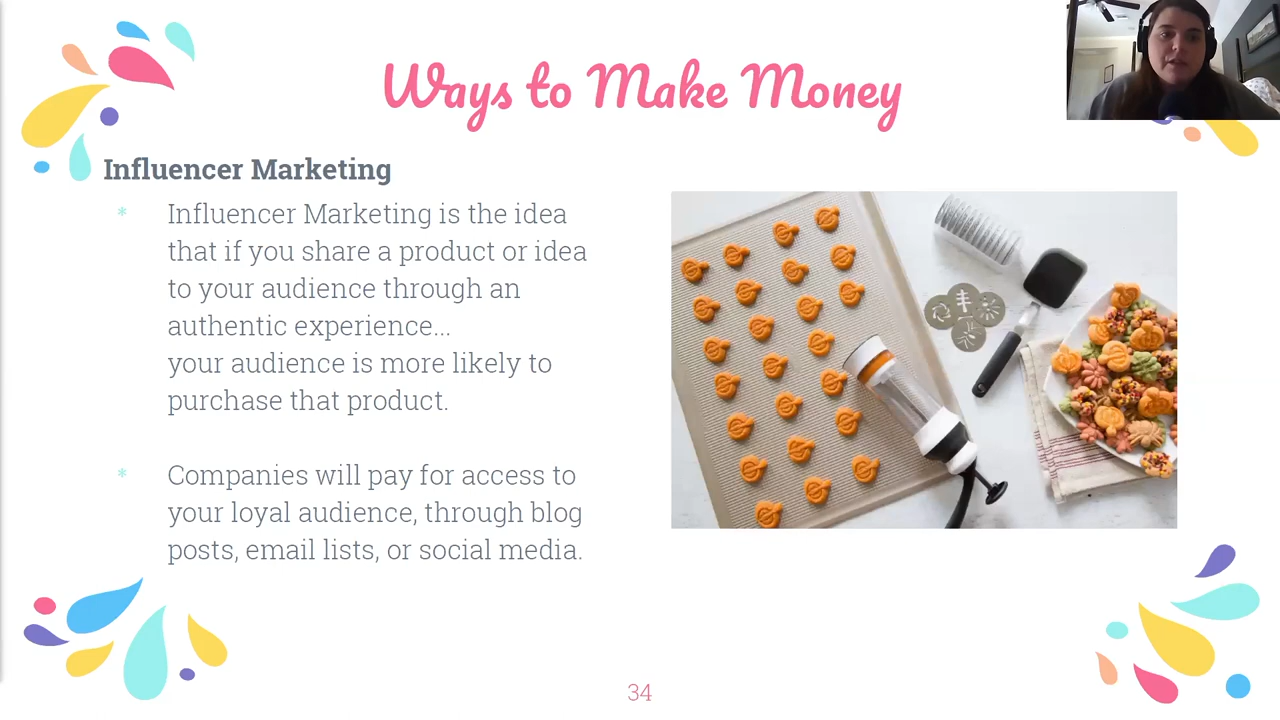 Ways to Make Money
Influencer Marketing
* Influencer Marketing is the idea
that if you share a product or idea
to your audience through an
authentic experience...
your audience is more likely to
purchase that product.
* Companies will pay for access to
your loyal audience, through blog
posts, email lists, or social media.
34